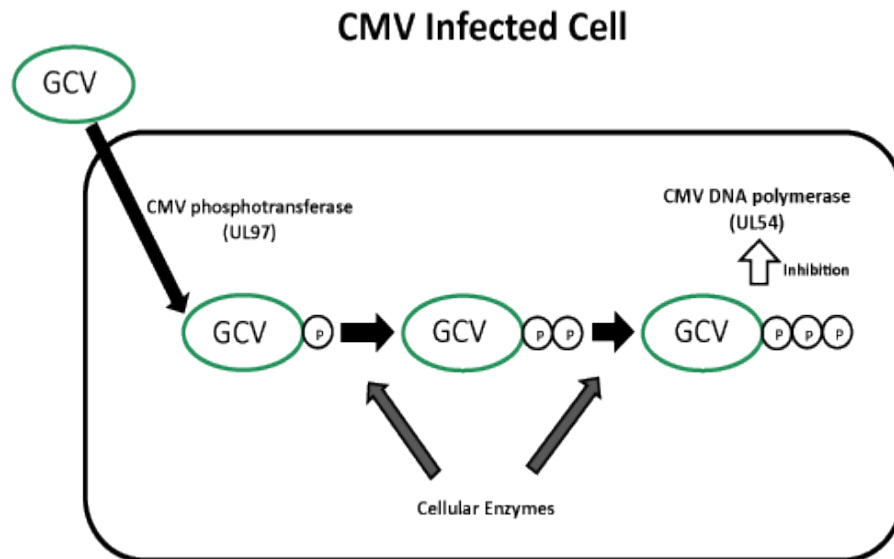 CMV Infected Cell
GCV
CMV phosphotransferase
(UL97)
CMV DNA polymerase
(UL54)
Inhibition
GCV P
GCV P P
GCV P P P
Cellular Enzymes